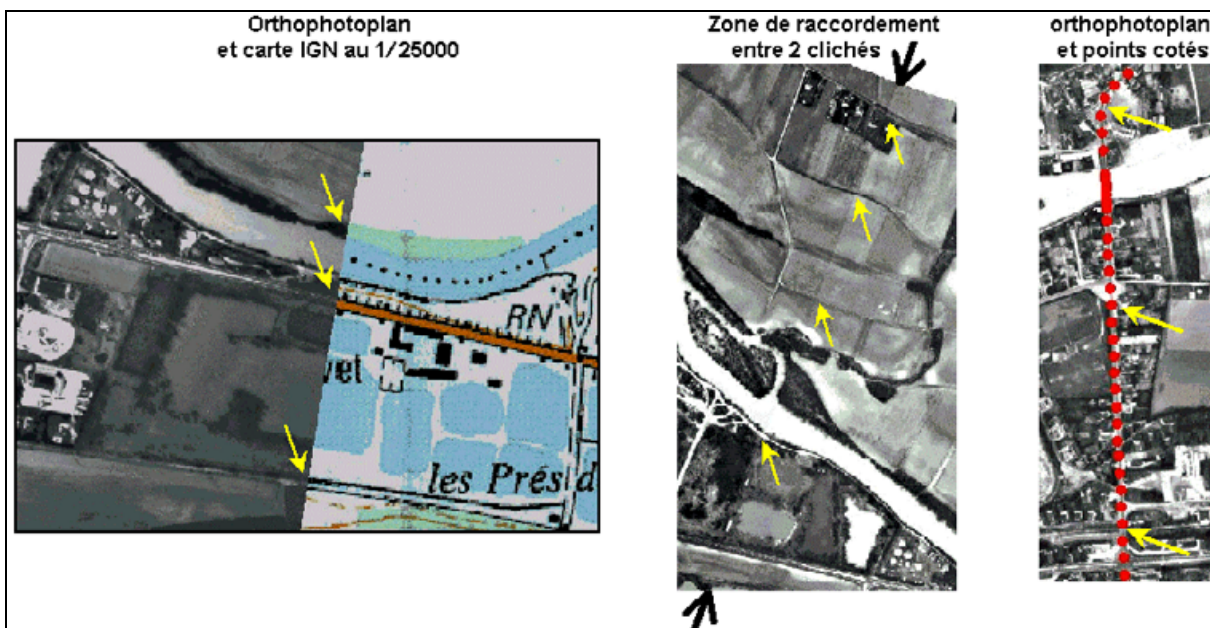 Orthophotoplan
et carte IGN au 1/25000
Zone de raccordement
entre 2 clichés
orthophotoplan
et points cotés
RN
vet
les Prés d